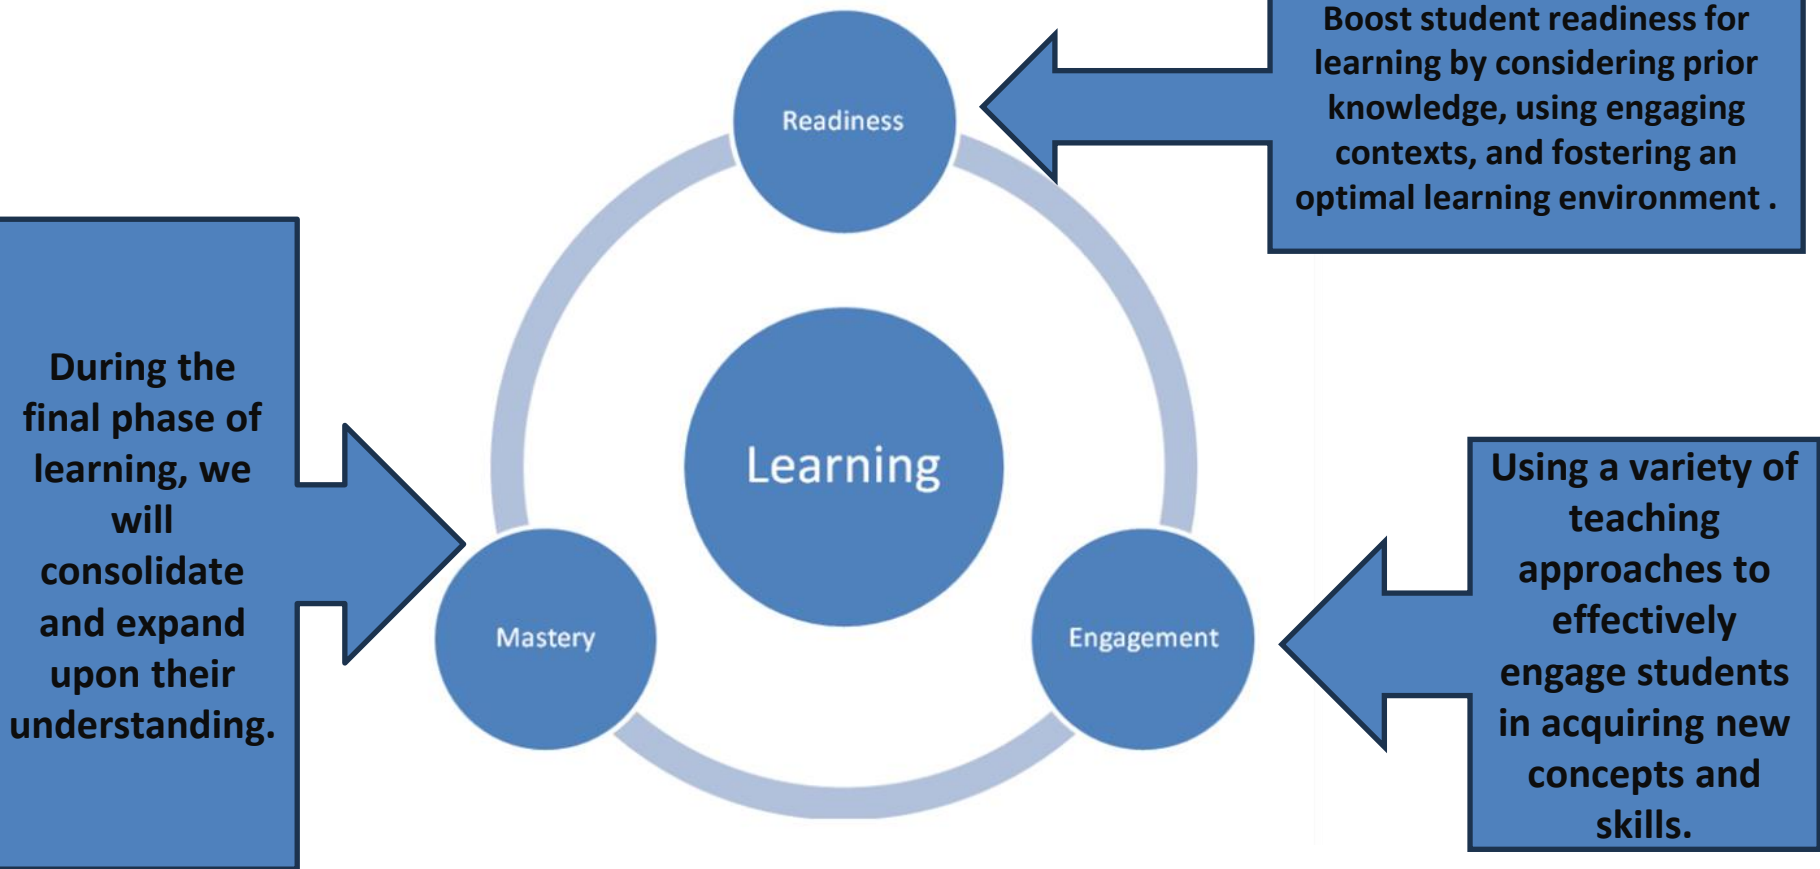 Boost student readiness for
learning by considering prior
knowledge, using engaging
contexts, and fostering an
optimal learning environment .
Readiness
During the
final phase of
learning, we
will
consolidate
and expand
upon their
understanding.
Learning
Mastery
Engagement
Using a variety of
teaching
approaches to
effectively
engage students
in acquiring new
concepts and
skills.